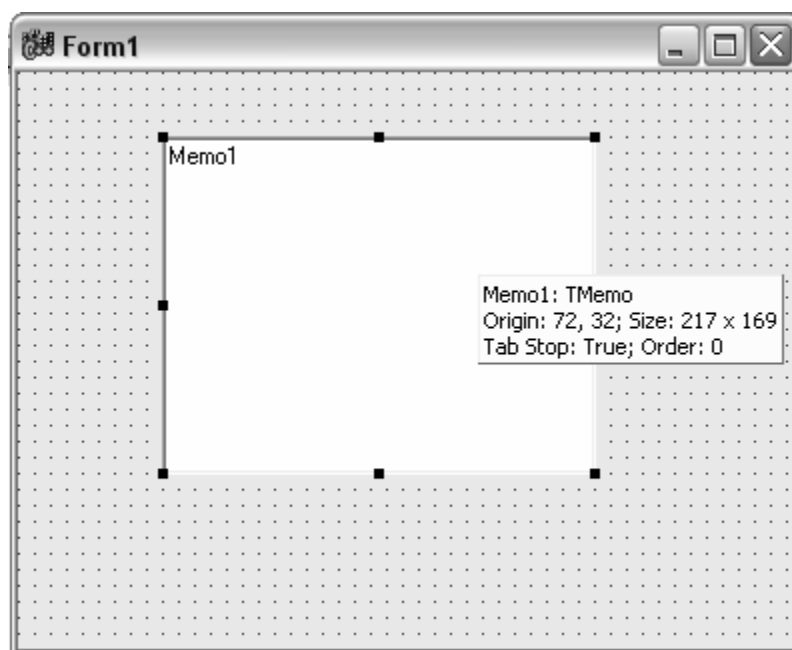 Form1
Memo1
Memo1: TMemo
Origin: 72, 32; Size: 217 x 169
Tab Stop: True; Order: 0